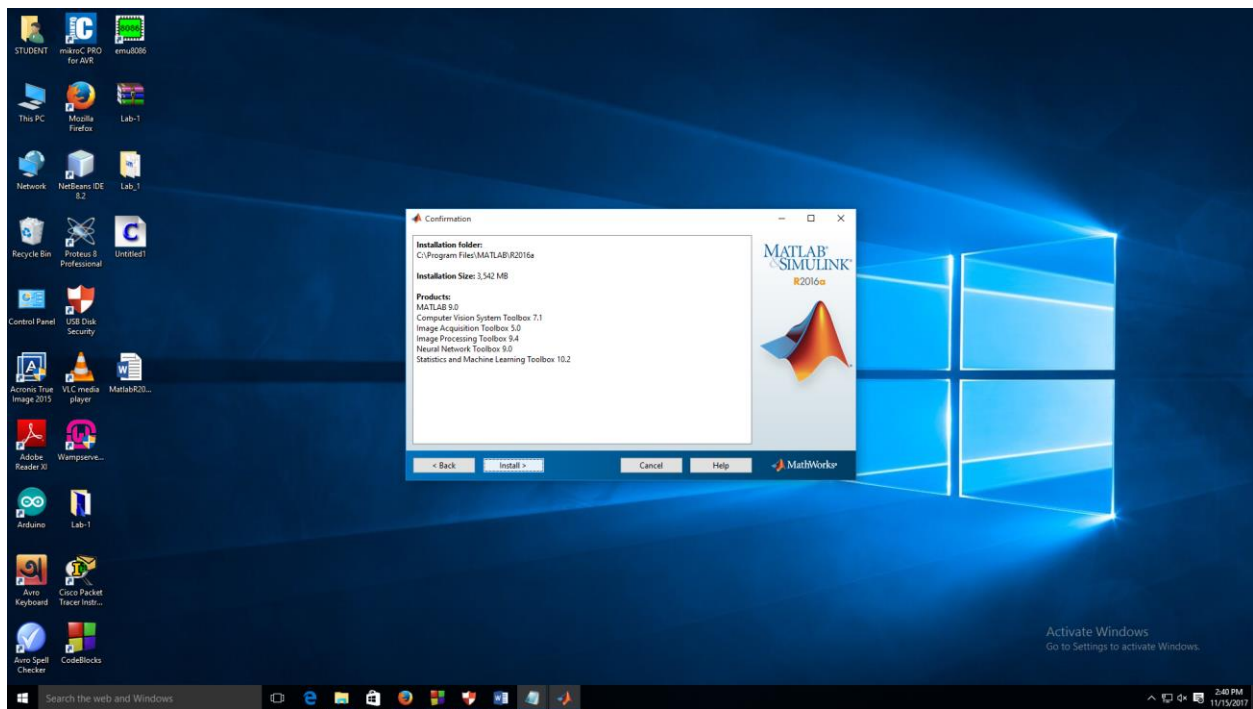 STUDENT
mikroC PRO
for AVR
emu8086
This PC
Mozilla
Firefox
Lab-1
Network
NetBeans IDE
8.2
Lab_1
Recycle Bin
Proteus 8
Professional
Untitled1
Control Panel
USB Disk
Security
Acronis True
Image 2015
VLC media
player
MatlabR20...
Adobe
Reader XI
Wampserve...
Arduino
Lab-1
Avro
Keyboard
Cisco Packet
Tracer Instr...
Avro Spell
Checker
CodeBlocks
Confirmation
Installation folder:
C:\Program Files\MATLAB\R2016a
Installation Size: 3,542 MB
Products:
MATLAB 9.0
Computer Vision System Toolbox 7.1
Image Acquisition Toolbox 5.0
Image Processing Toolbox 9.4
Neural Network Toolbox 9.0
Statistics and Machine Learning Toolbox 10.2
MATLAB®
&SIMULINK®
R2016a
< Back
Install >
Cancel
Help
MathWorks®
Activate Windows
Go to Settings to activate Windows.
Search the web and Windows
2:40 PM
11/15/2017